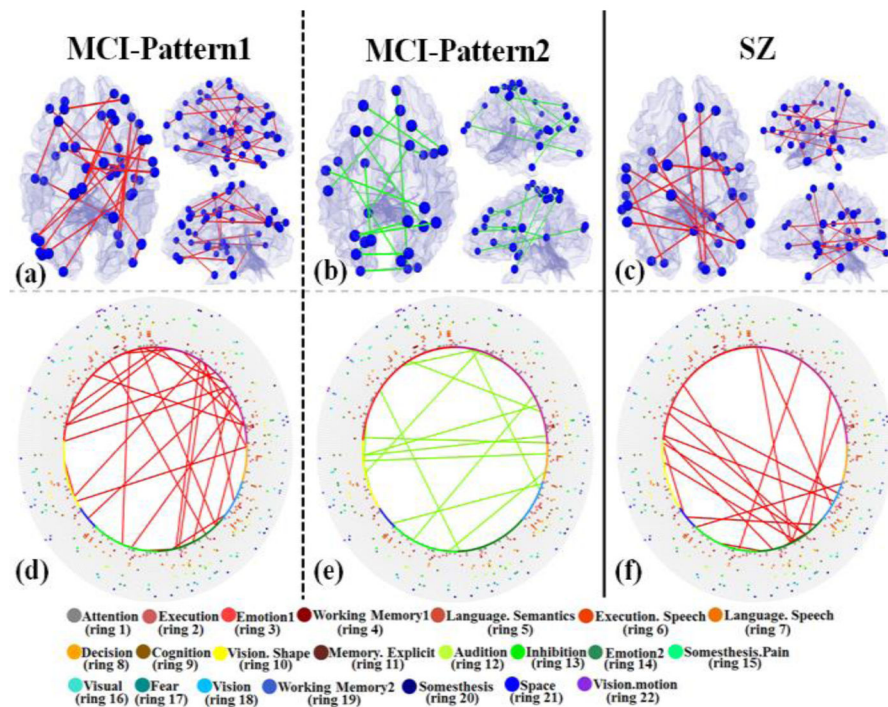 MCI-Pattern1 MCI-Pattern2 SZ
(a) (b) (c)
(d) (e) (f)
Attention Execution Emotion1 Working Memory1 Language. Semantics Execution. Speech Language. Speech
(ring 1) (ring 2) (ring 3) (ring 4) (ring 5) (ring 6) (ring 7)
Decision Cognition Vision. Shape Memory. Explicit Audition Inhibition Emotion2 Somesthesis.Pain
(ring 8) (ring 9) (ring 10) (ring 11) (ring 12) (ring 13) (ring 14) (ring 15)
Visual Fear Vision Working Memory2 Somesthesis Space Vision.motion
(ring 16) (ring 17) (ring 18) (ring 19) (ring 20) (ring 21) (ring 22)